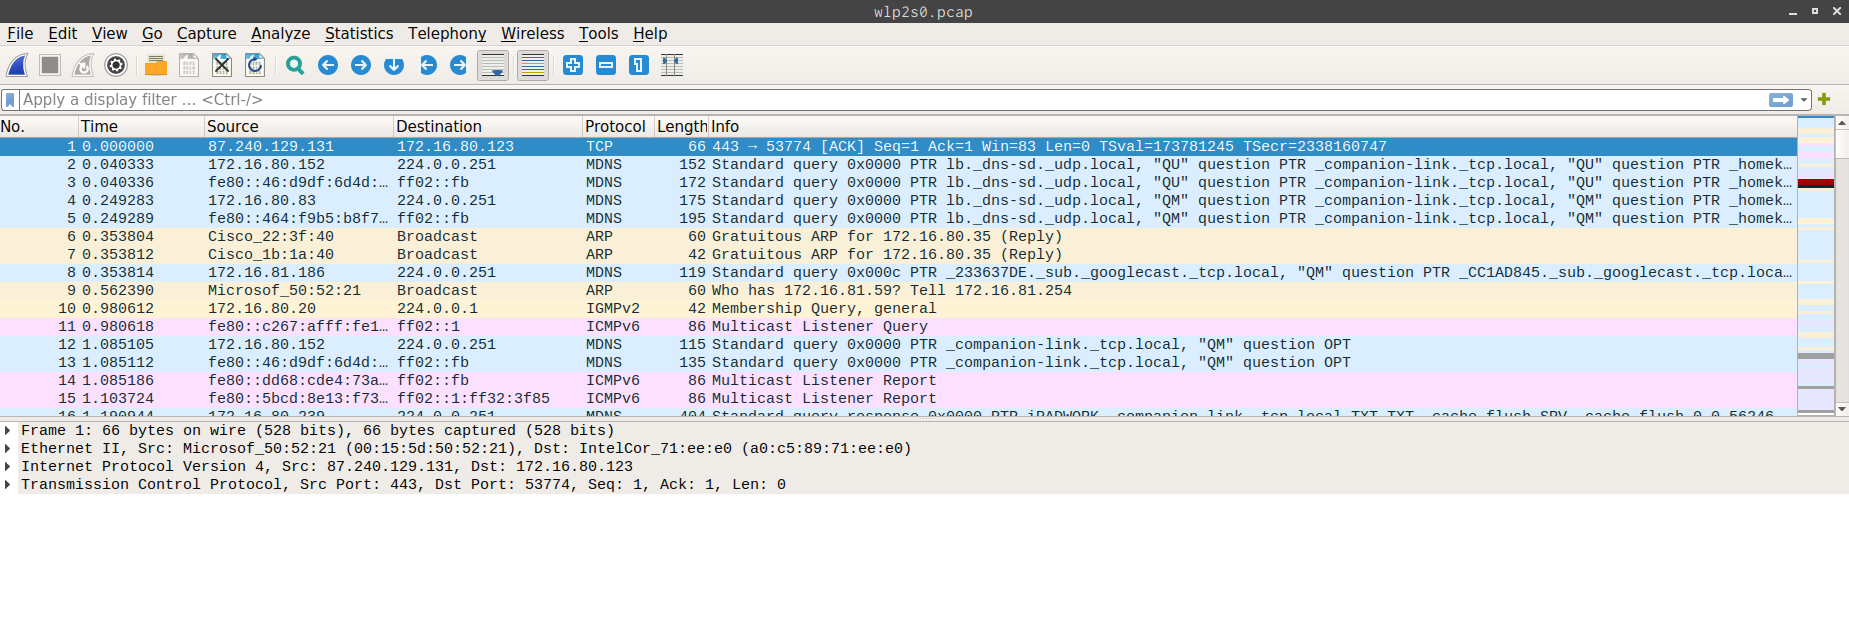 wlp2s0.pcap
File Edit View Go Capture Analyze Statistics Telephony Wireless Tools Help
Apply a display filter … <Ctrl-/>
No. Time Source Destination Protocol Length Info
1 0.000000 87.240.129.131 172.16.80.123 TCP 66 443 → 53774 [ACK] Seq=1 Ack=1 Win=83 Len=0 TSval=173781245 TSecr=2338160747
2 0.040333 172.16.80.152 224.0.0.251 MDNS 152 Standard query 0x0000 PTR lb._dns-sd._udp.local, "QU" question PTR _companion-link._tcp.local, "QU" question PTR _homek…
3 0.040336 fe80::46:d9df:6d4d:… ff02::fb MDNS 172 Standard query 0x0000 PTR lb._dns-sd._udp.local, "QU" question PTR _companion-link._tcp.local, "QU" question PTR _homek…
4 0.249283 172.16.80.83 224.0.0.251 MDNS 175 Standard query 0x0000 PTR lb._dns-sd._udp.local, "QM" question PTR _companion-link._tcp.local, "QM" question PTR _homek…
5 0.249289 fe80::464:f9b5:b8f7… ff02::fb MDNS 195 Standard query 0x0000 PTR lb._dns-sd._udp.local, "QM" question PTR _companion-link._tcp.local, "QM" question PTR _homek…
6 0.353804 Cisco_22:3f:40 Broadcast ARP 60 Gratuitous ARP for 172.16.80.35 (Reply)
7 0.353812 Cisco_1b:1a:40 Broadcast ARP 42 Gratuitous ARP for 172.16.80.35 (Reply)
8 0.353814 172.16.81.186 224.0.0.251 MDNS 119 Standard query 0x000c PTR _233637DE._sub._googlecast._tcp.local, "QM" question PTR _CC1AD845._sub._googlecast._tcp.loca…
9 0.562390 Microsof_50:52:21 Broadcast ARP 60 Who has 172.16.81.59? Tell 172.16.81.254
10 0.980612 172.16.80.20 224.0.0.1 IGMPv2 42 Membership Query, general
11 0.980618 fe80::c267:afff:fe1… ff02::1 ICMPv6 86 Multicast Listener Query
12 1.085105 172.16.80.152 224.0.0.251 MDNS 115 Standard query 0x0000 PTR _companion-link._tcp.local, "QM" question OPT
13 1.085112 fe80::46:d9df:6d4d:… ff02::fb MDNS 135 Standard query 0x0000 PTR _companion-link._tcp.local, "QM" question OPT
14 1.085186 fe80::dd68:cde4:73a… ff02::fb ICMPv6 86 Multicast Listener Report
15 1.103724 fe80::5bcd:8e13:f73… ff02::1:ff32:3f85 ICMPv6 86 Multicast Listener Report
16 1.190944 172.16.80.239 224.0.0.251 MDNS 404 Standard query response 0x0000 PTR iPADWORK._companion-link._tcp.local TXT TXT, cache flush SRV, cache flush 0 0 56246
Frame 1: 66 bytes on wire (528 bits), 66 bytes captured (528 bits)
Ethernet II, Src: Microsof_50:52:21 (00:15:5d:50:52:21), Dst: IntelCor_71:ee:e0 (a0:c5:89:71:ee:e0)
Internet Protocol Version 4, Src: 87.240.129.131, Dst: 172.16.80.123
Transmission Control Protocol, Src Port: 443, Dst Port: 53774, Seq: 1, Ack: 1, Len: 0